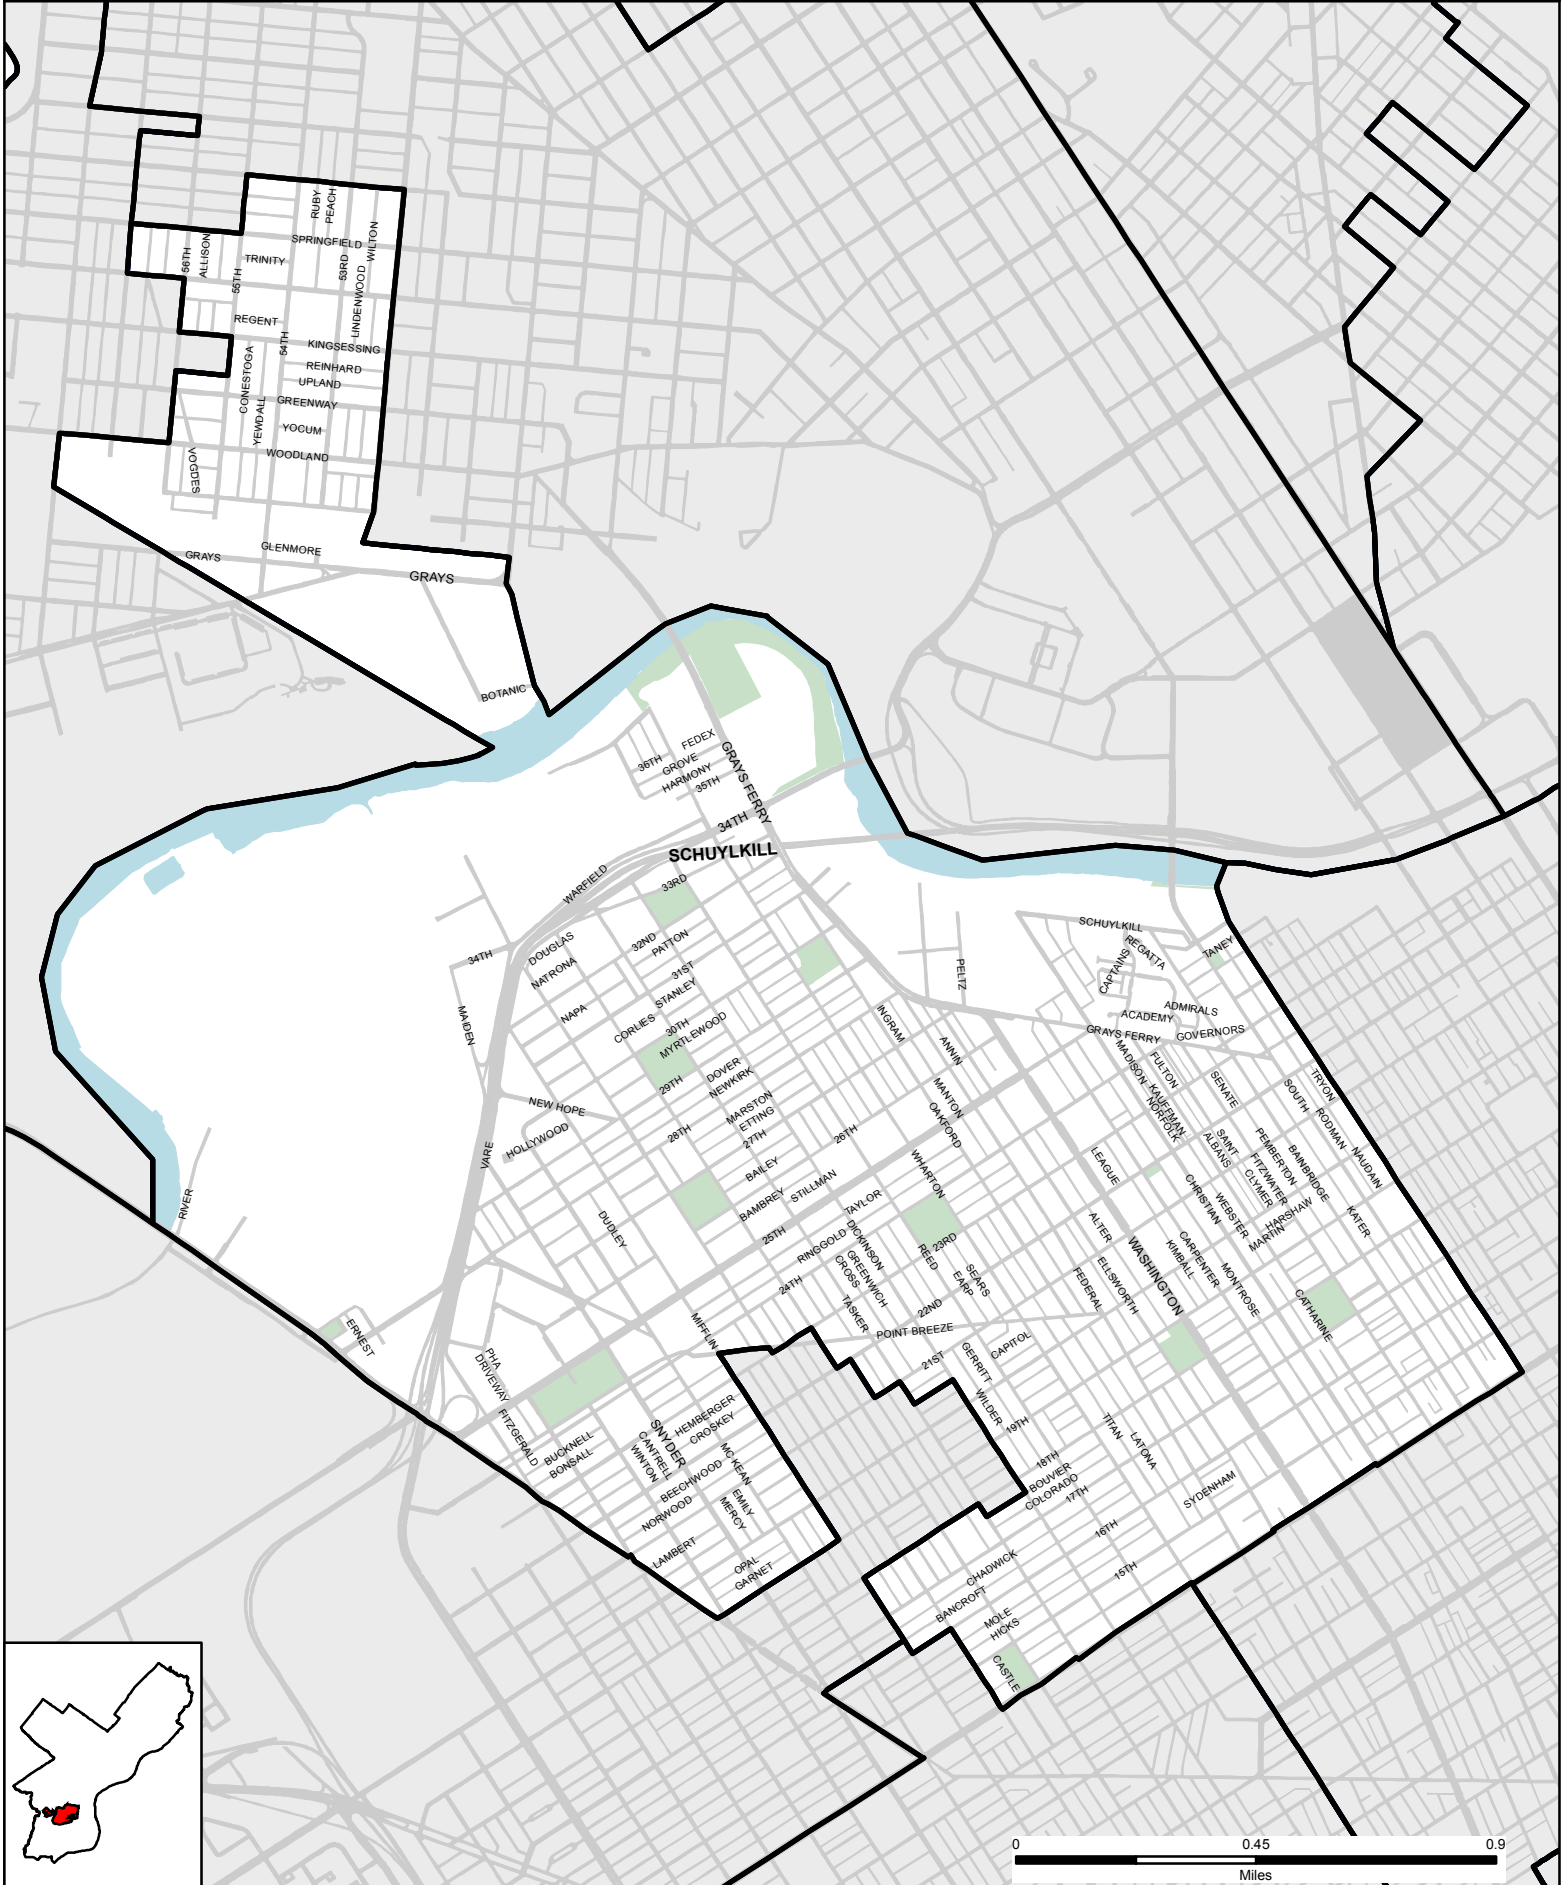 RUBY
PEACH
WILTON
SPRINGFIELD
56TH
ALLISON
TRINITY
53RD
55TH
LINDENWOOD
REGENT
54TH
KINGSESSING
REINHARD
CONESTOGA
UPLAND
GREENWAY
YEWDALL
YOCUM
WOODLAND
VOGDES
GRAYS
GLENMORE
GRAYS
BOTANIC
FEDEX
36TH
GROVE
HARMONY
35TH
GRAYS FERRY
34TH
SCHUYLKILL
WARFIELD
33RD
SCHUYLKILL
34TH
DOUGLAS
32ND
PATTON
REGATTA
TANEY
NATRONA
31ST
CAPTAINS
PELTZ
STANLEY
NAPA
MAIDEN
CORLIES
30TH
MYRTLEWOOD
INGRAM
ADMIRALS
ACADEMY
GRAYS FERRY
GOVERNORS
ANNIN
MADISON
FULTON
DOVER
NEWKIRK
29TH
SENATE
SOUTH
TRYON
NEW HOPE
MARSTON
ETTING
27TH
MANTON
OAKFORD
KAUFFMAN
NORFOLK
RODMAN
HOLLYWOOD
28TH
26TH
SAINT
ALBANS
PEMBERTON
BAINBRIDGE
NAUDAIN
VARE
BAILEY
WHARTON
LEAGUE
FITZWATER
CLYMER
RIVER
BAMBREY
STILLMAN
TAYLOR
CHRISTIAN
WEBSTER
HARSHAW
MARTIN
KATER
DUDLEY
25TH
RINGGOLD
DICKINSON
REED
23RD
ALTER
WASHINGTON
CARPENTER
KIMBALL
24TH
CROSS
GREENWICH
EARP
SEARS
FEDERAL
ELLSWORTH
MONTROSE
CATHARINE
TASKER
22ND
ERNEST
MIFFLIN
POINT BREEZE
PHA
DRIVEWAY
21ST
GERRITT
CAPITOL
WILDER
19TH
FITZGERALD
HEMBERGER
CROSKEY
SNYDER
CANTRELL
WINTON
BUCKNELL
BONSALL
MC KEAN
BEECHWOOD
NORWOOD
EMILY
MERCY
TITAN
LATONA
18TH
BOUVIER
COLORADO
17TH
SYDENHAM
16TH
LAMBERT
OPAL
GARNET
CHADWICK
15TH
BANCROFT
MOLE
HICKS
CASTLE
0
0.45
0.9
Miles